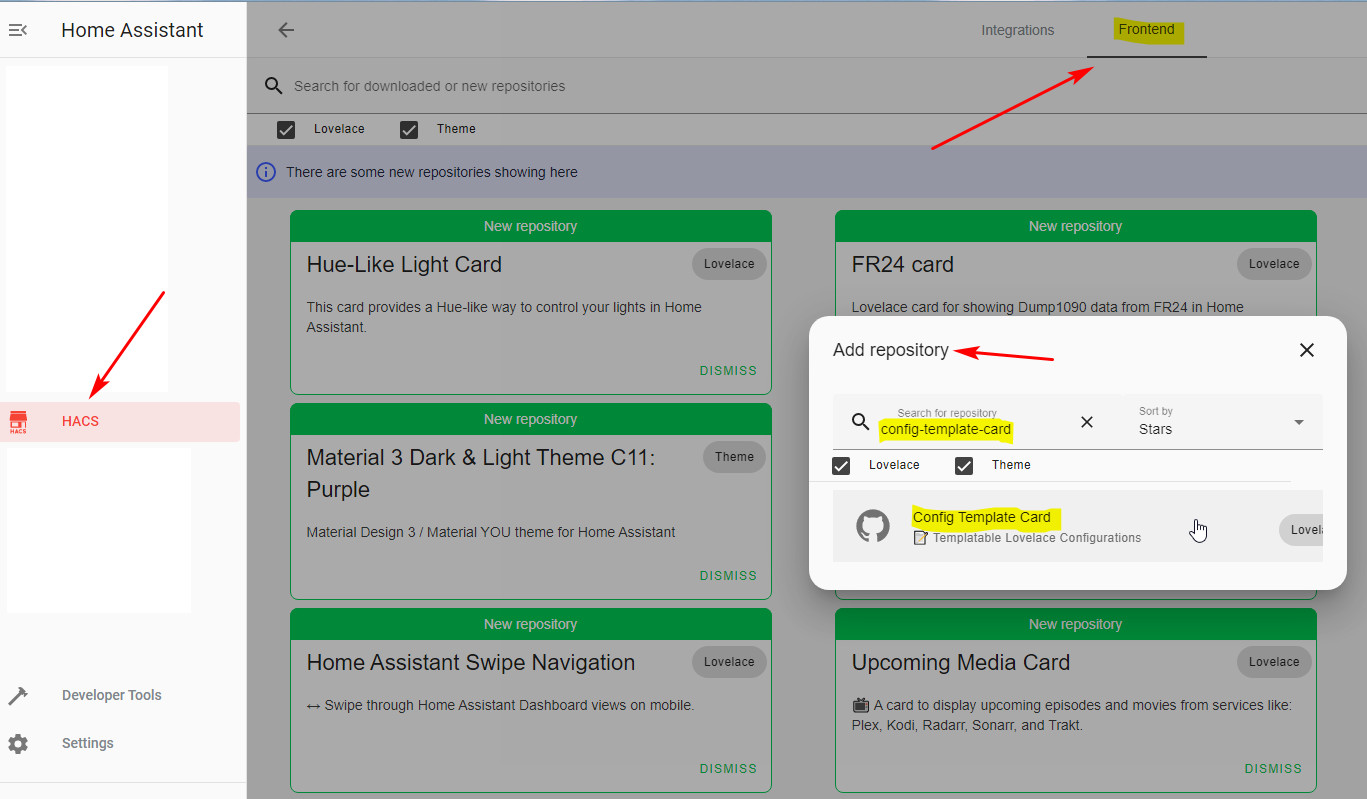 Home Assistant
HACS
HACS
Developer Tools
Settings
Integrations
Frontend
Search for downloaded or new repositories
Lovelace
Theme
There are some new repositories showing here
New repository
Hue-Like Light Card
Lovelace
This card provides a Hue-like way to control your lights in Home
Assistant.
DISMISS
New repository
FR24 card
Lovelace
Lovelace card for showing Dump1090 data from FR24 in Home
New repository
Material 3 Dark & Light Theme C11:
Purple
Theme
Material Design 3 / Material YOU theme for Home Assistant
DISMISS
Add repository
Search for repository
config-template-card
Sort by
Stars
Lovelace
Theme
Config Template Card
Templatable Lovelace Configurations
Lovela
New repository
Home Assistant Swipe Navigation
Lovelace
↔ Swipe through Home Assistant Dashboard views on mobile.
DISMISS
New repository
Upcoming Media Card
Lovelace
📺 A card to display upcoming episodes and movies from services like:
Plex, Kodi, Radarr, Sonarr, and Trakt.
DISMISS